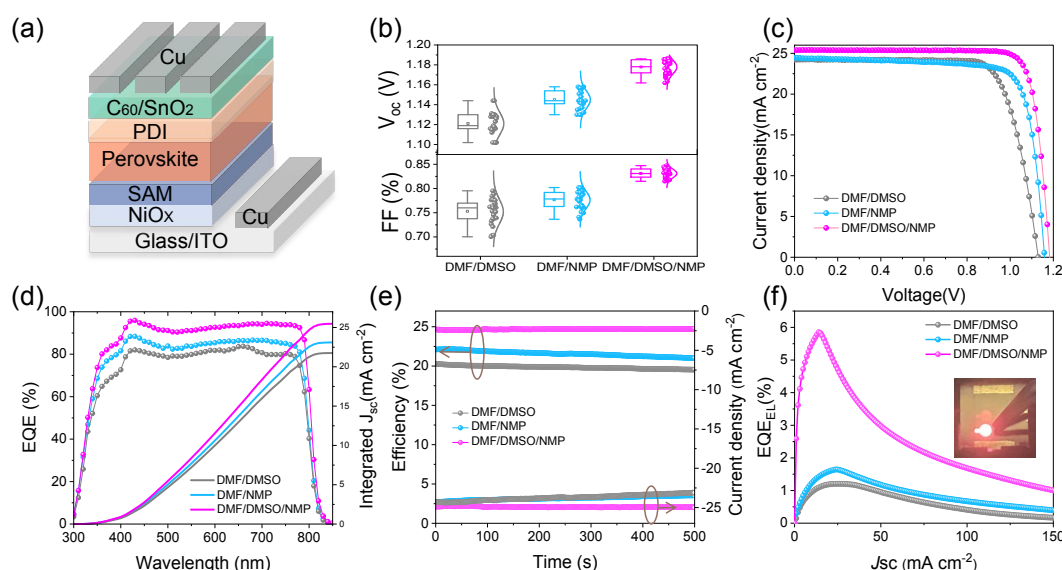 (a)
Cu
C60/SnO2
PDI
Perovskite
SAM
NiOx
Glass/ITO
Cu
(b)
1.20
1.18
1.16
1.14
1.12
1.10
Voc (V)
0.85
0.80
0.75
0.70
FF (%)
DMF/DMSO
DMF/NMP
DMF/DMSO/NMP
(c)
30
25
20
15
10
5
0
Current density(mA cm-2)
DMF/DMSO
DMF/NMP
DMF/DMSO/NMP
0.0 0.2 0.4 0.6 0.8 1.0 1.2
Voltage(V)
(d)
100
80
60
40
20
0
EQE (%)
25
20
15
10
5
0
Integrated Jsc(mA cm-2)
DMF/DMSO
DMF/NMP
DMF/DMSO/NMP
300 400 500 600 700 800
Wavelength (nm)
(e)
25
20
15
10
5
0
Efficiency (%)
0
-5
-10
-15
-20
-25
Current density (mA cm-2)
DMF/DMSO
DMF/NMP
DMF/DMSO/NMP
0 100 200 300 400 500
Time (s)
(f)
6
5
4
3
2
1
0
EQEEL(%)
DMF/DMSO
DMF/NMP
DMF/DMSO/NMP
0 50 100 150
Jsc (mA cm-2)